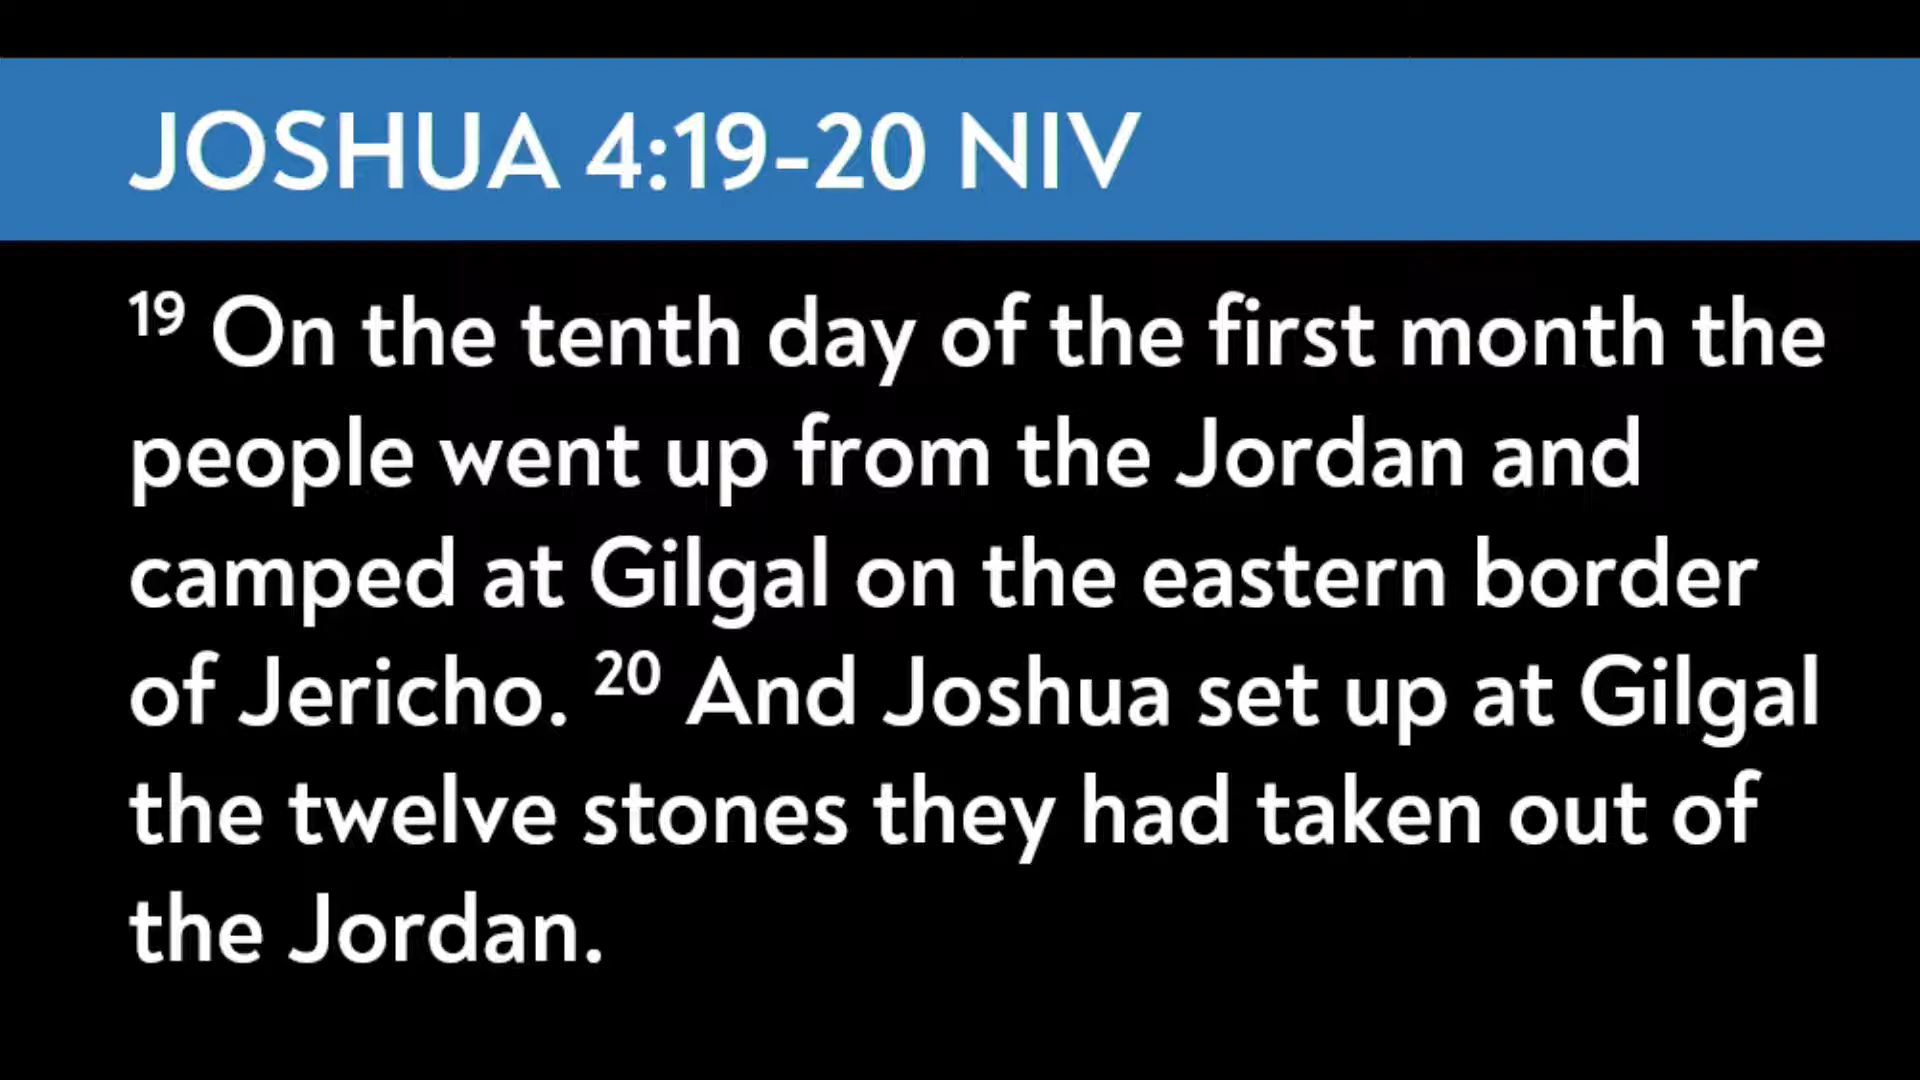 JOSHUA 4:19-20 NIV
19 On the tenth day of the first month the
people went up from the Jordan and
camped at Gilgal on the eastern border
of Jericho. 20 And Joshua set up at Gilgal
the twelve stones they had taken out of
the Jordan.